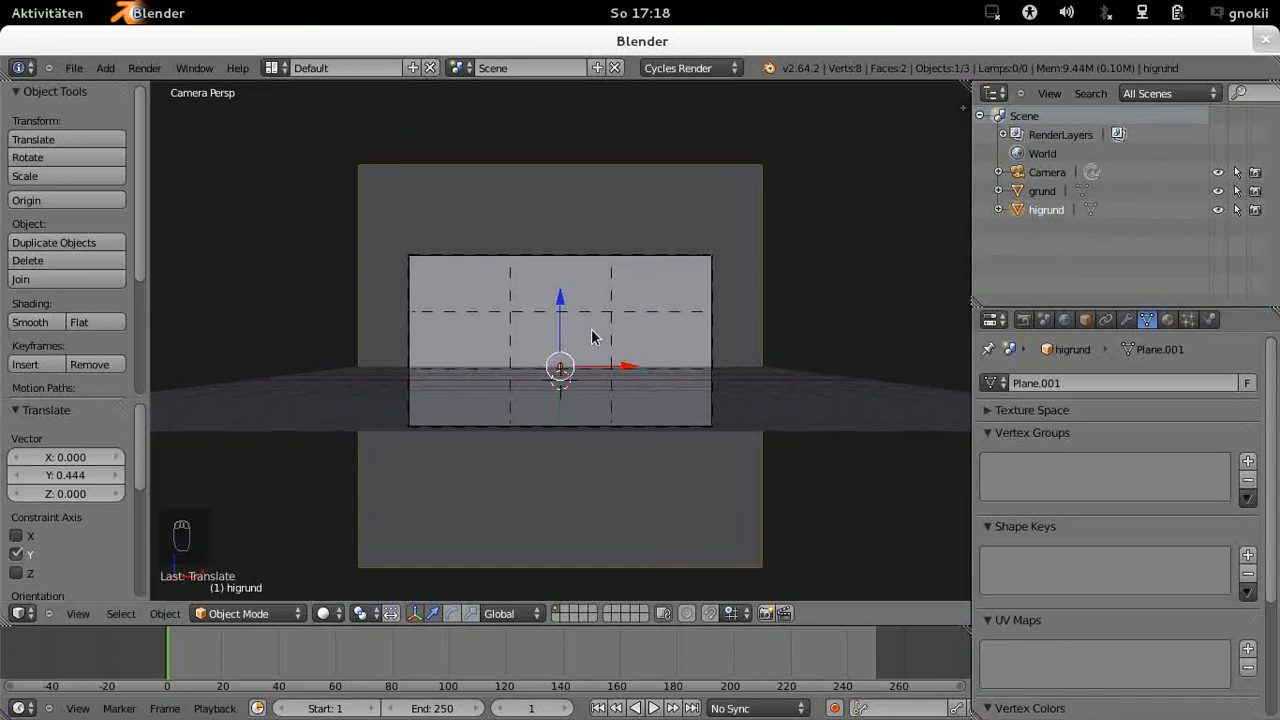 Aktivitäten Blender So 17:18 gnokii
Blender
File Add Render Window Help Default Scene Cycles Render v2.64.2 | Verts:8 | Faces:2 | Objects:1/3 | Lamps:0/0 | Mem:9.44M (0.10M) | higrund
Object Tools
Transform:
Translate
Rotate
Scale
Origin
Object:
Duplicate Objects
Delete
Join
Shading:
Smooth Flat
Keyframes:
Insert Remove
Motion Paths:
Translate
Vector
X: 0.000
Y: 0.444
Z: 0.000
Constraint Axis
X
Y
Z
Orientation
Camera Persp
Last: Translate
(1) higrund
View Select Object Object Mode Global
View Search All Scenes
Scene
RenderLayers
World
Camera
grund
higrund
higrund Plane.001
Plane.001 F
Texture Space
Vertex Groups
Shape Keys
UV Maps
Vertex Colors
-40 -20 0 20 40 60 80 100 120 140 160 180 200 220 240 260
View Marker Frame Playback Start: 1 End: 250 1 No Sync